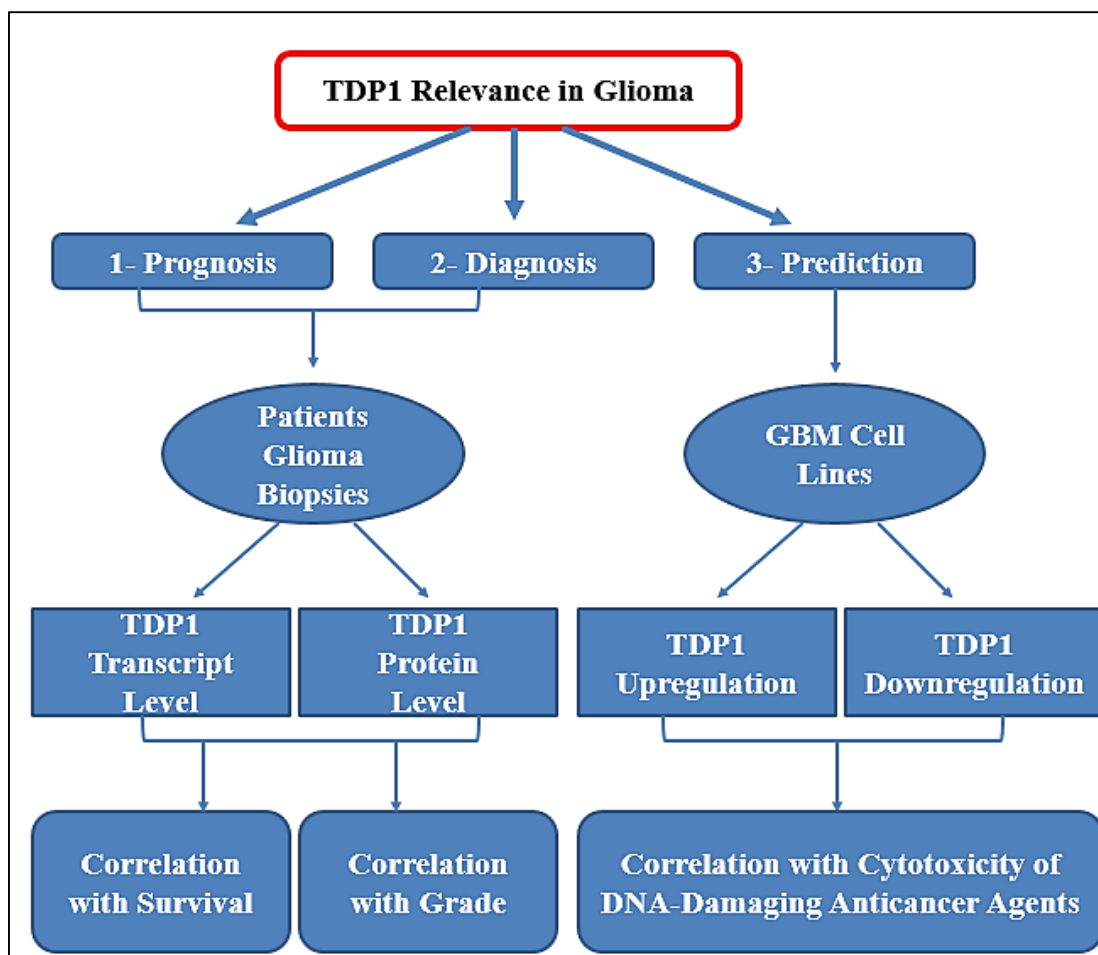 TDP1 Relevance in Glioma
1- Prognosis
2- Diagnosis
3- Prediction
Patients
Glioma
Biopsies
GBM Cell
Lines
TDP1
Transcript
Level
TDP1
Protein
Level
TDP1
Upregulation
TDP1
Downregulation
Correlation
with Survival
Correlation
with Grade
Correlation with Cytotoxicity of
DNA-Damaging Anticancer Agents